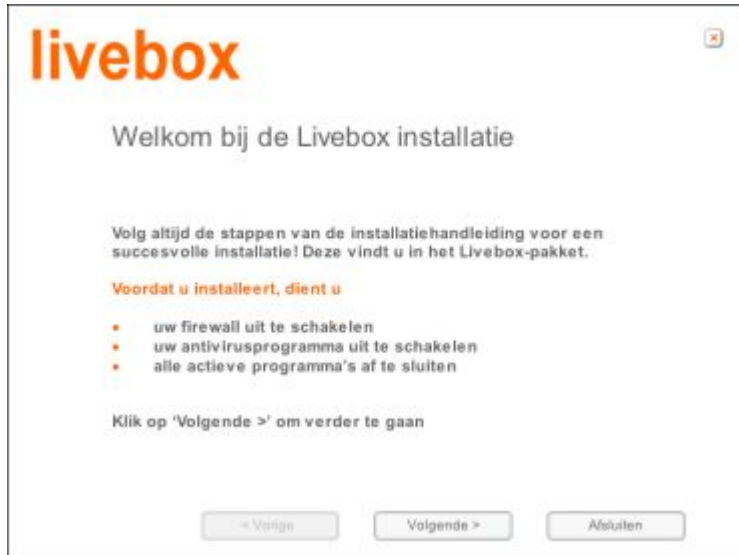 livebox
Welkom bij de Livebox installatie
Volg altijd de stappen van de installatiehandleiding voor een
succesvolle installatie! Deze vindt u in het Livebox-pakket.
Voordat u installeert, dient u
• uw firewall uit te schakelen
• uw antivirusprogramma uit te schakelen
• alle actieve programma's af te sluiten
Klik op ‘Volgende >’ om verder te gaan
< Vorige
Volgende >
Afsluiten